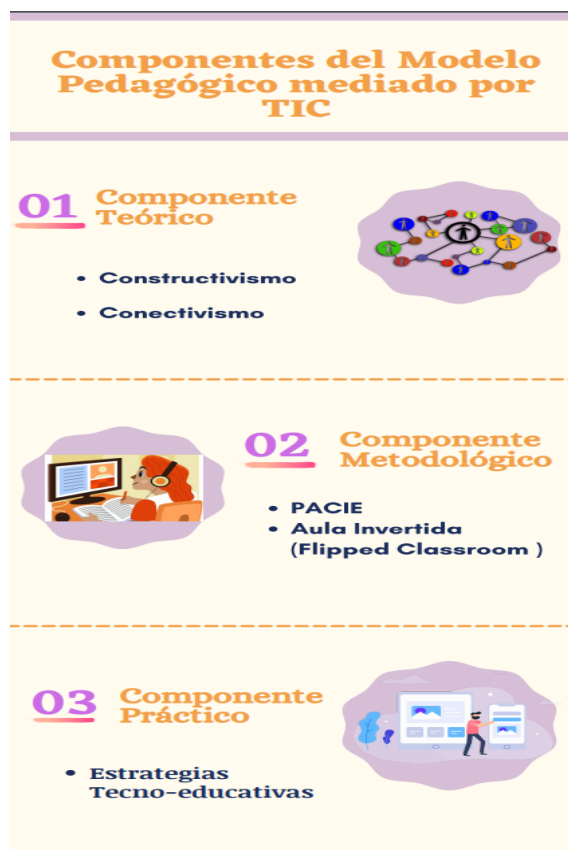 Componentes del Modelo
Pedagógico mediado por
TIC
01
Componente
Teórico
• Constructivismo
• Conectivismo
02
Componente
Metodológico
• PACIE
• Aula Invertida
(Flipped Classroom )
03
Componente
Práctico
• Estrategias
Tecno-educativas